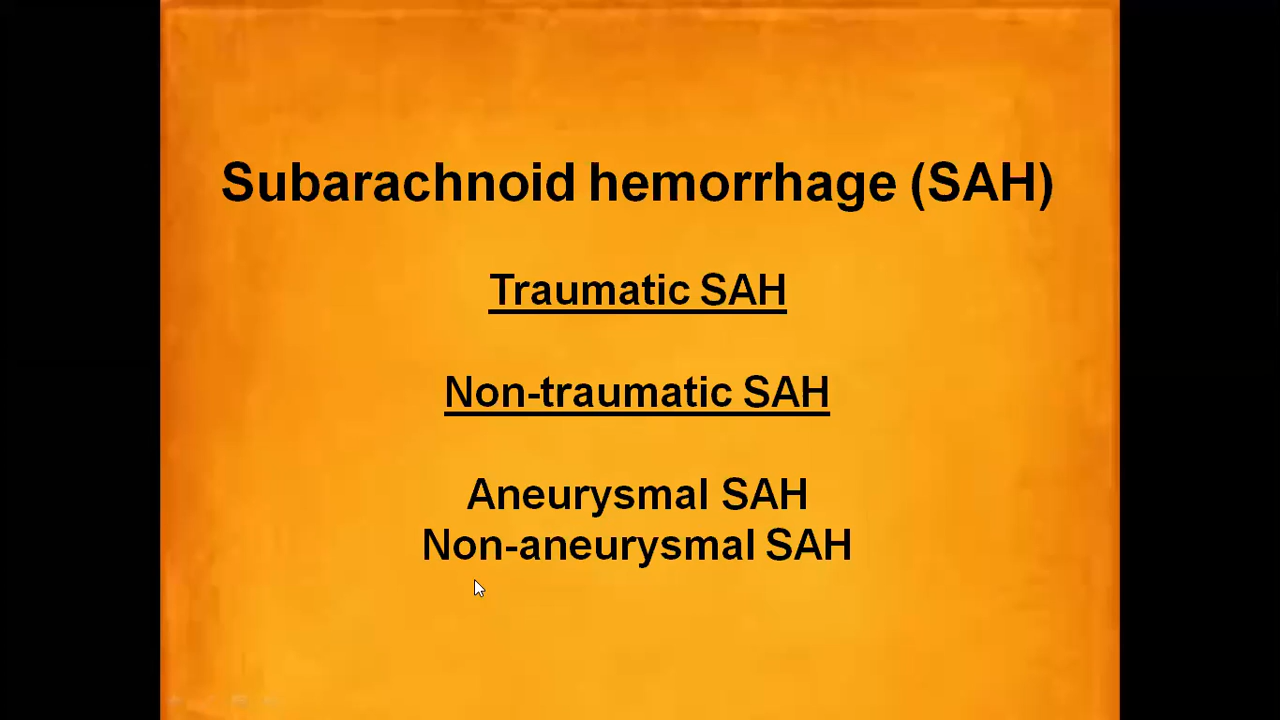 Subarachnoid hemorrhage (SAH)
Traumatic SAH
Non-traumatic SAH
Aneurysmal SAH
Non-aneurysmal SAH